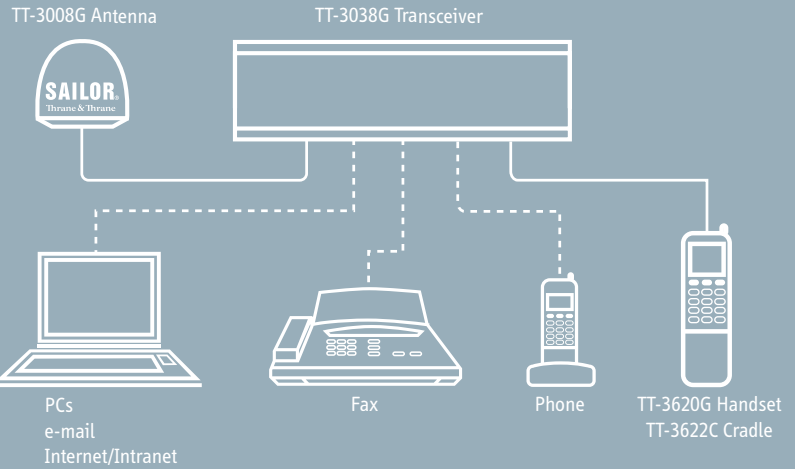 TT-3008G Antenna
TT-3038G Transceiver
SAILOR®
Thrane & Thrane
PCs
e-mail
Internet/Intranet
Fax
Phone
TT-3620G Handset
TT-3622C Cradle